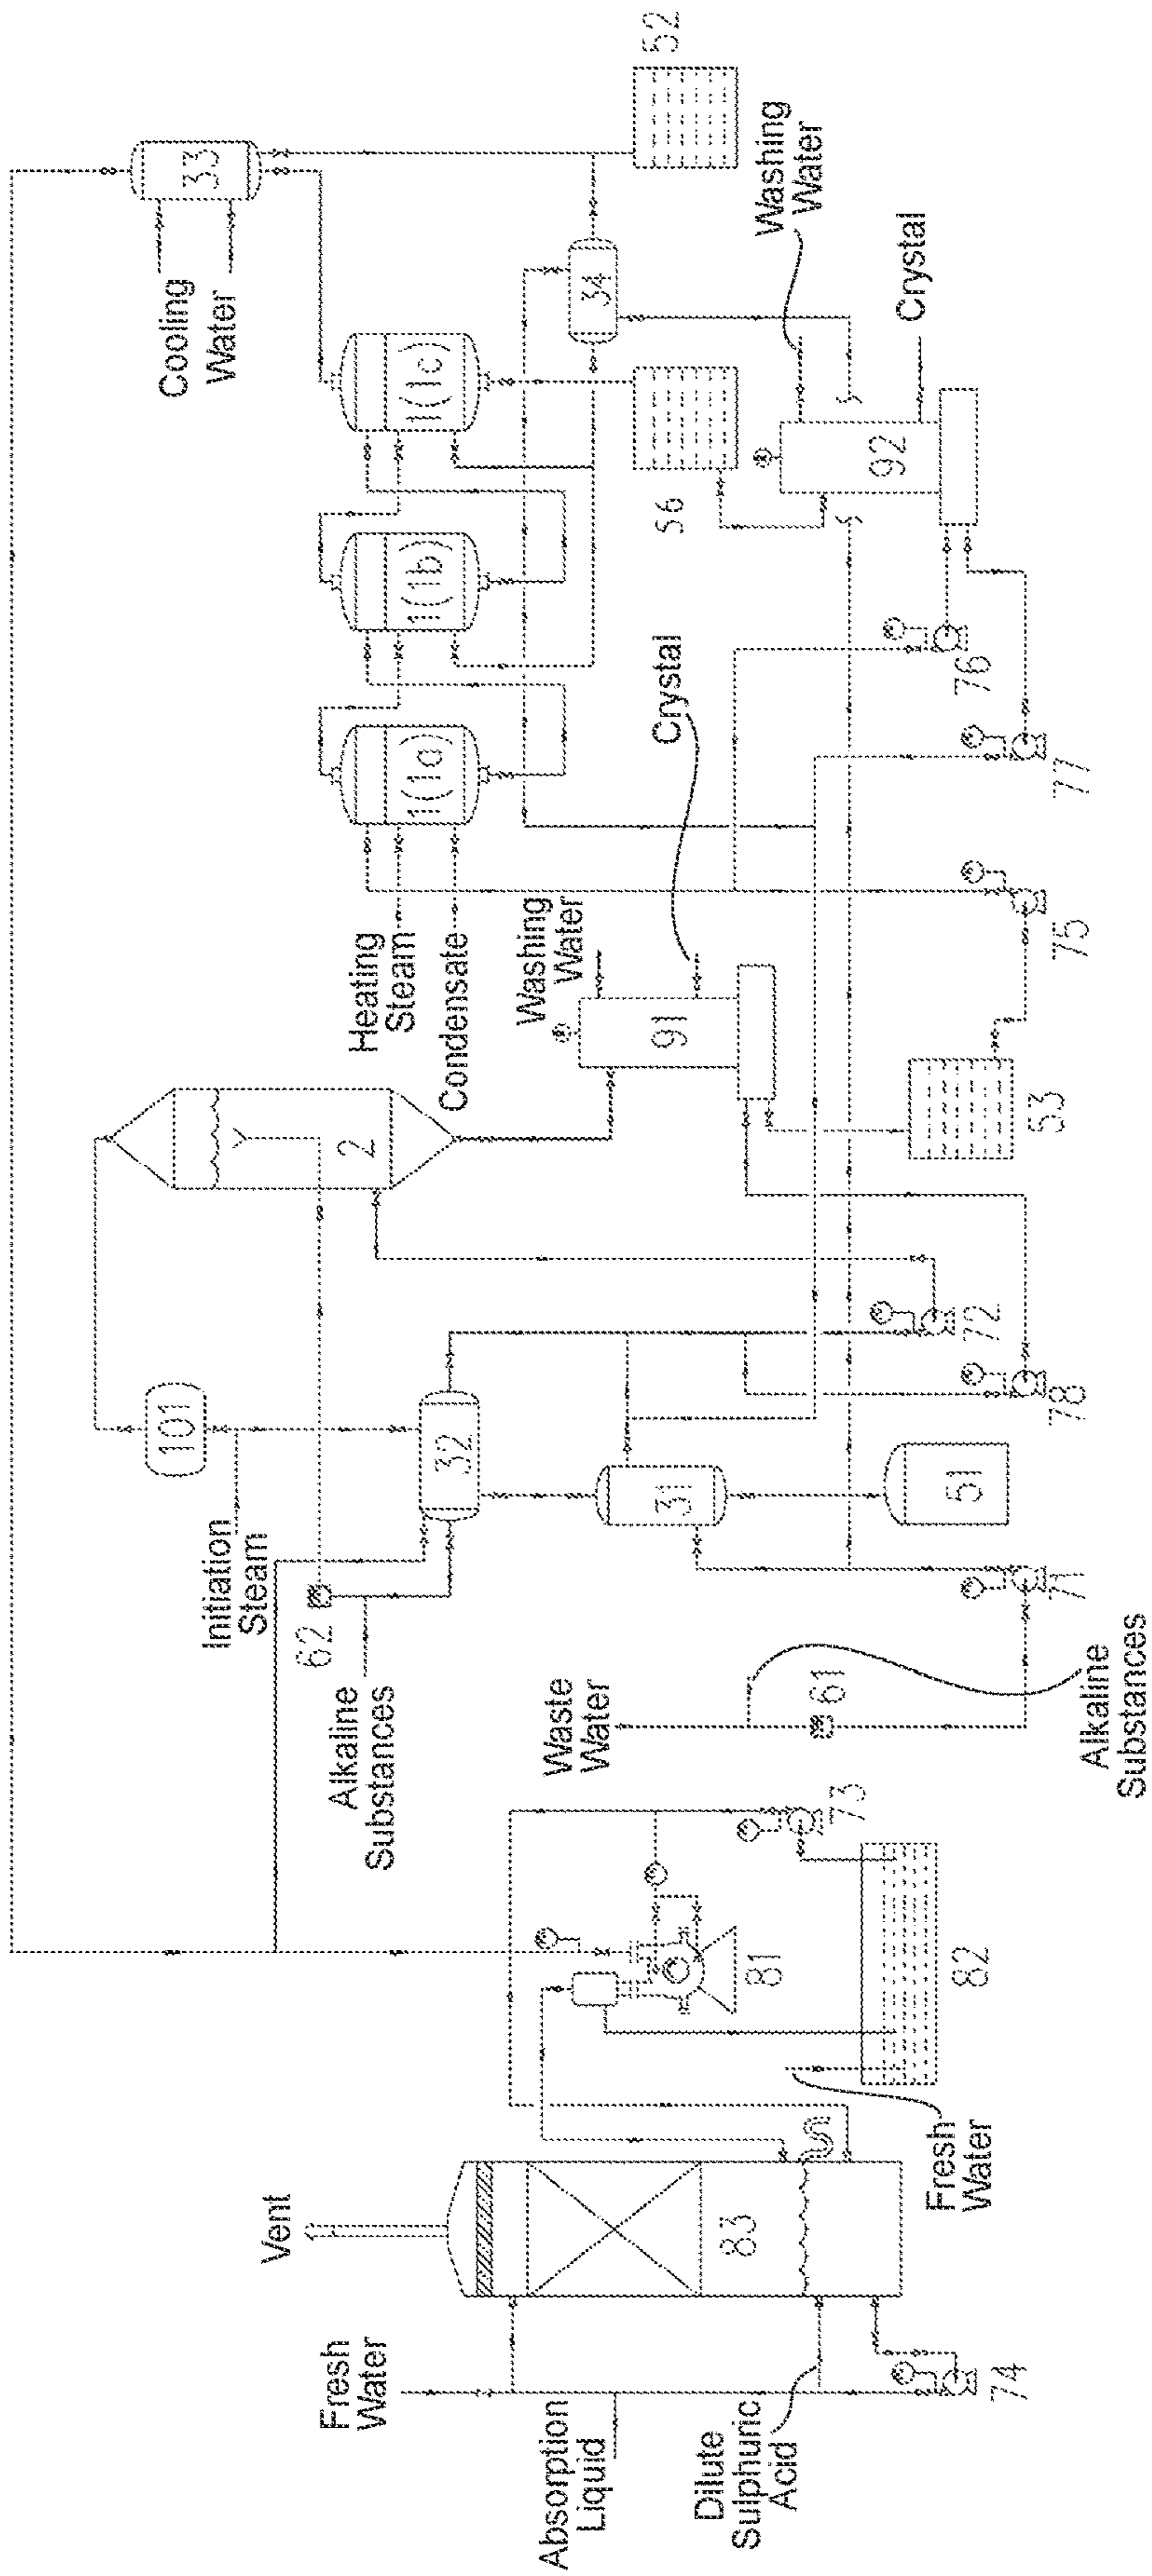 Vent
Fresh
Water
Absorption
Liquid
Dilute
Sulphuric
Acid
83
74
Fresh
Water
81
82
73
Waste
Water
61
Alkaline
Substances
71
Alkaline
Substances
62
Initiation
Steam
101
32
31
51
78
72
2
Washing
Water
91
Crystal
53
75
Heating
Steam
Condensate
1(1a)
1(1b)
1(1c)
Cooling
Water
33
34
52
56
Washing
Water
92
Crystal
76
77